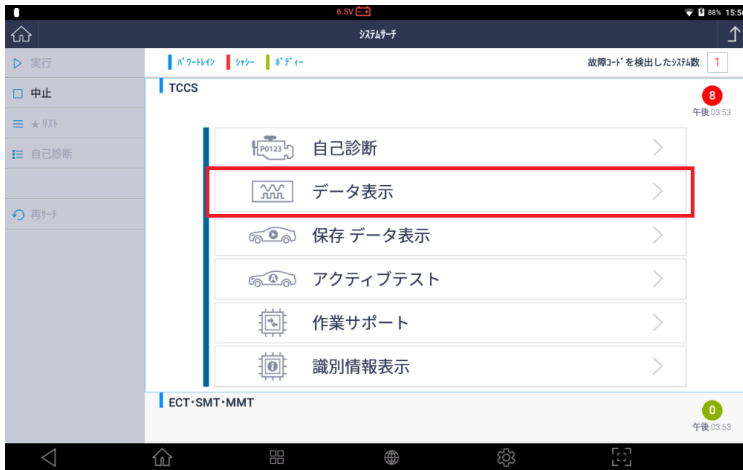 6.5V
88% 15:56
ｼｽﾃﾑｻｰﾁ
実行
ﾊﾟﾜｰﾄﾚｲﾝ ｼｬｼｰ ﾎﾞﾃﾞｨｰ
故障ｺｰﾄﾞを検出したｼｽﾃﾑ数: 1
中止
TCCS
8
午後 03:53
★ ﾘｽﾄ
自己診断
再ｻｰﾁ
P0123
自己診断
データ表示
保存 データ表示
アクティブテスト
作業サポート
識別情報表示
ECT･SMT･MMT
0
午後 03:53